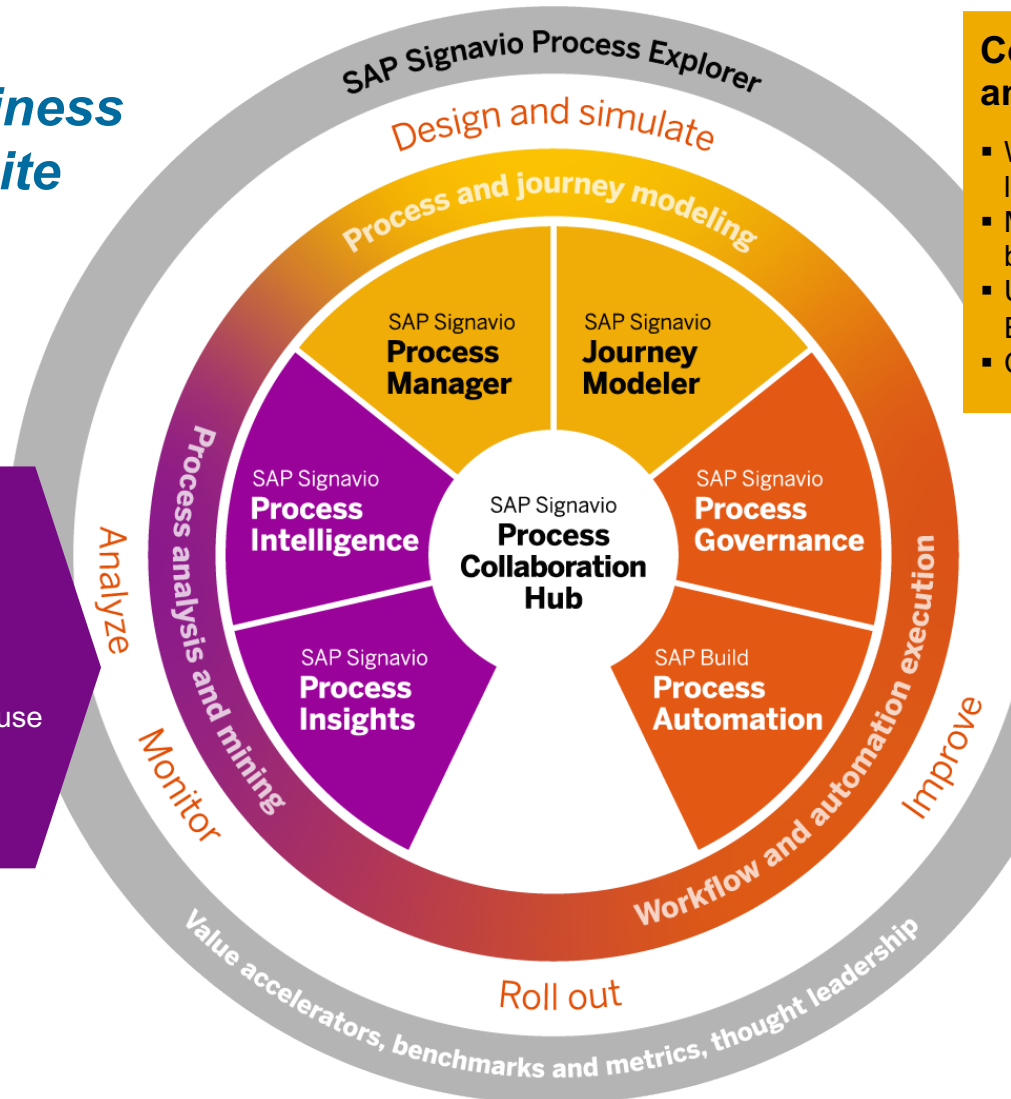 SAP Signavio Process Explorer
iness
ite
Design and simulate
Process and journey modeling
SAP Signavio
Process
Manager
SAP Signavio
Journey
Modeler
SAP Signavio
Process
Intelligence
SAP Signavio
Process
Governance
SAP Signavio
Process
Collaboration
Hub
SAP Signavio
Process
Insights
SAP Build
Process
Automation
Process analysis and mining
Workflow and automation execution
Analyze
Monitor
Improve
Roll out
use
Value accelerators, benchmarks and metrics, thought leadership